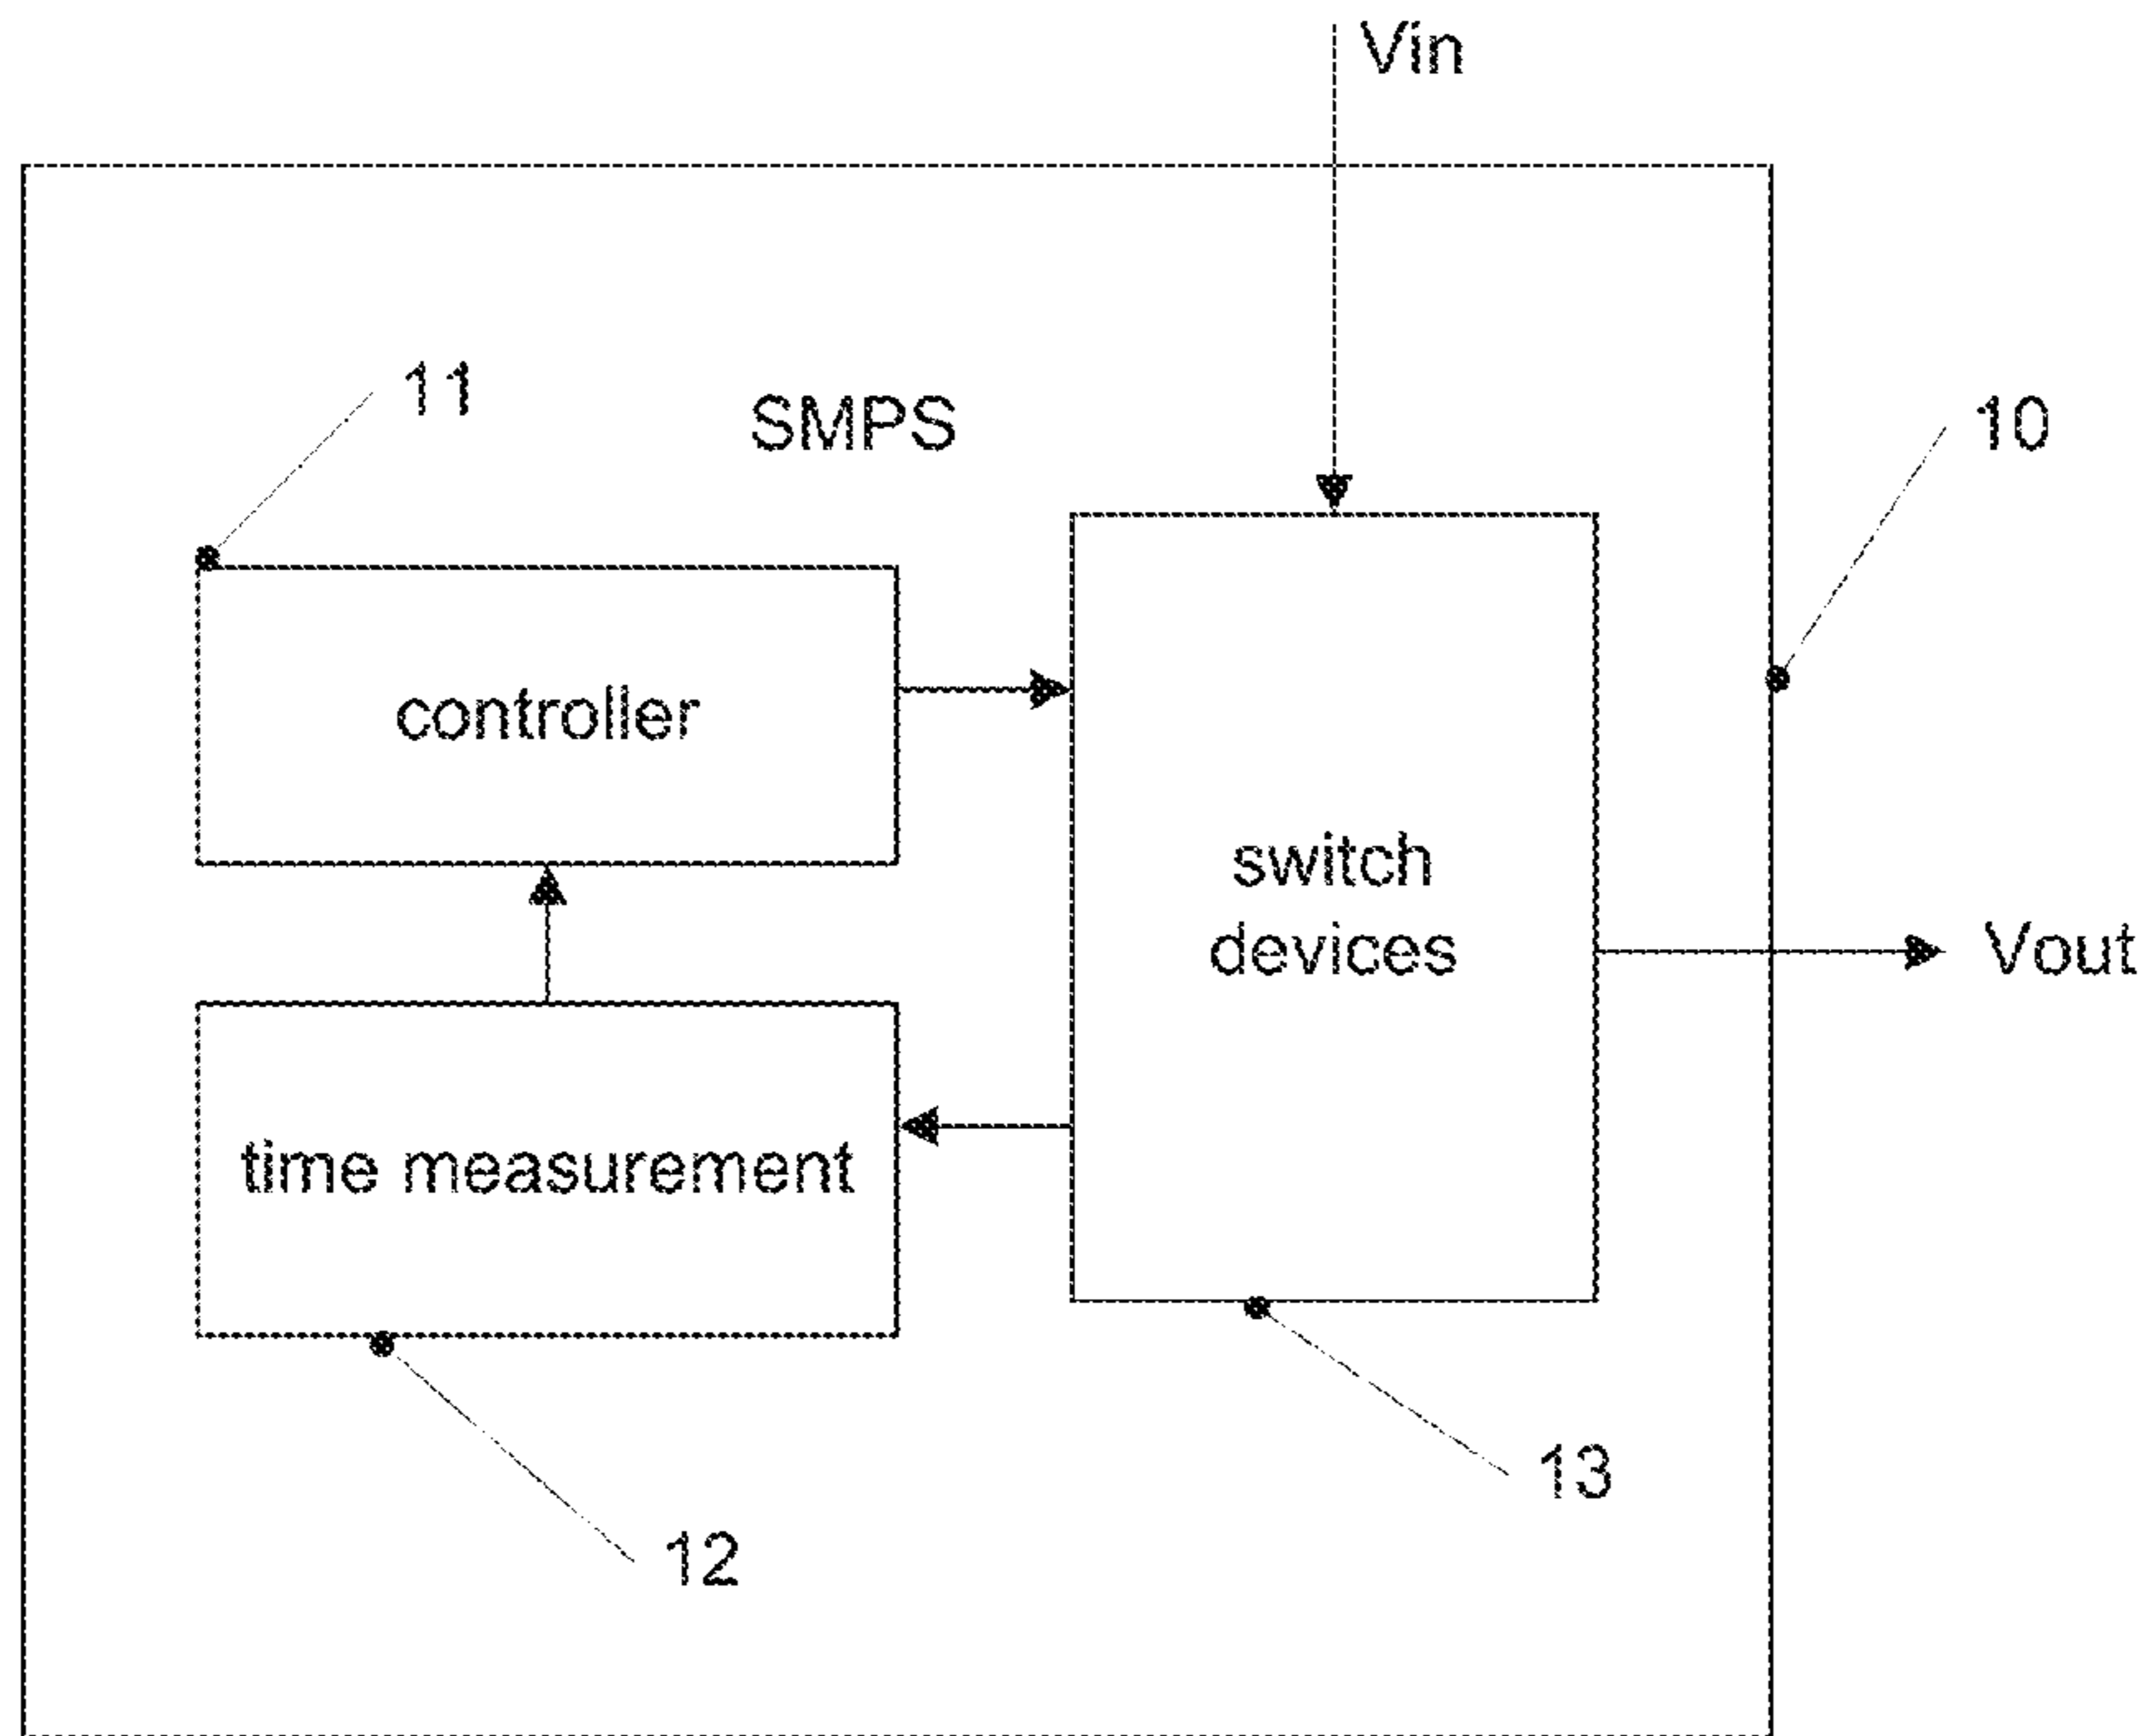 Vin
11
SMPS
10
controller
switch
devices
Vout
time measurement
13
12